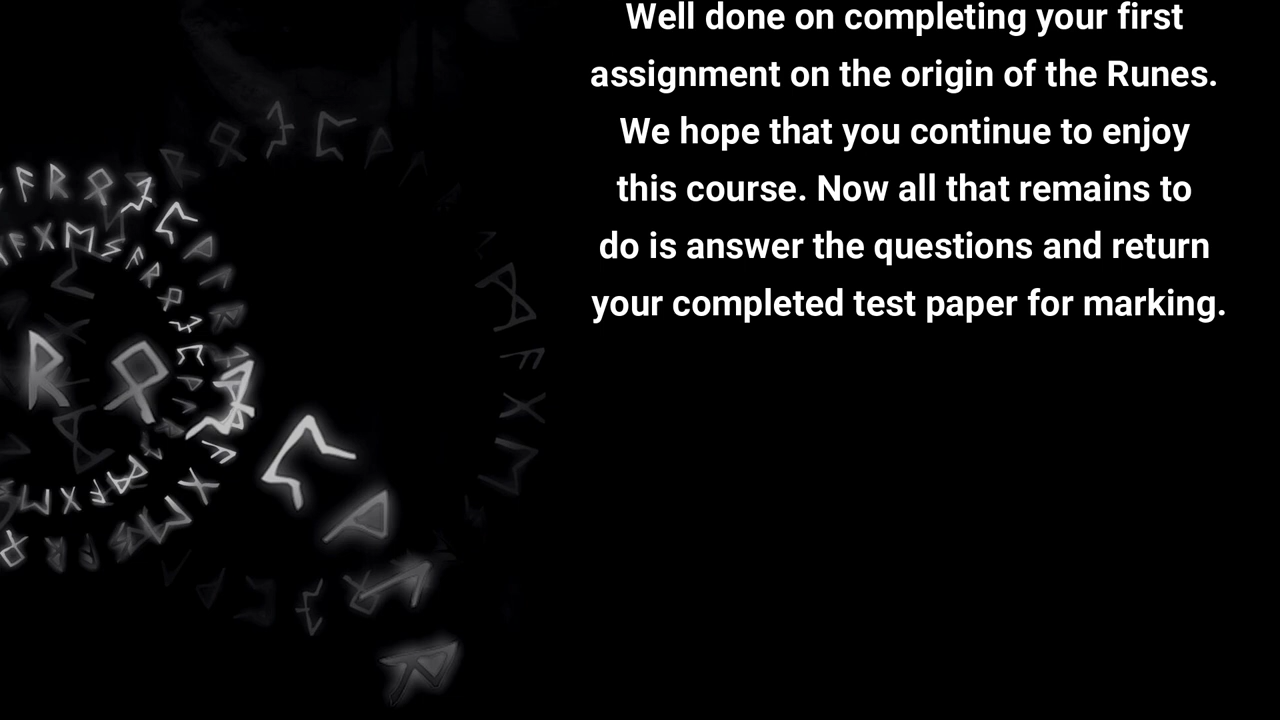 Well done on completing your first
assignment on the origin of the Runes.
We hope that you continue to enjoy
this course. Now all that remains to
do is answer the questions and return
your completed test paper for marking.